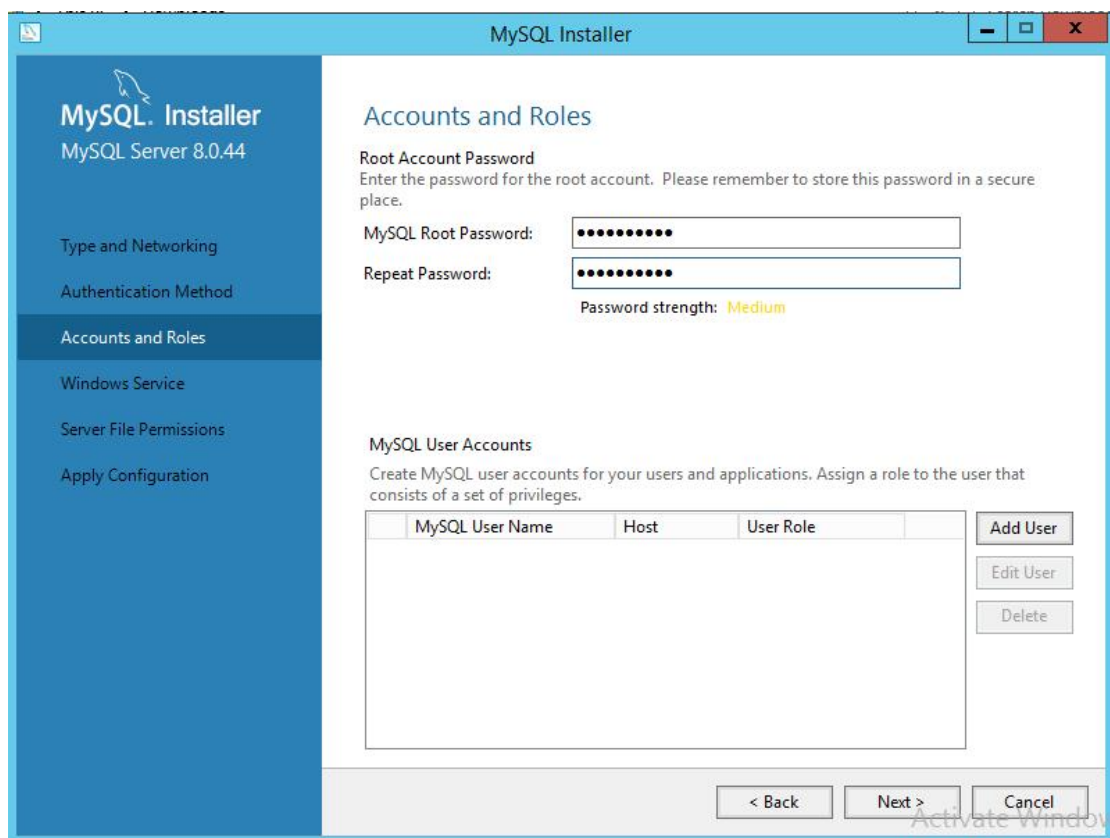 MySQL Installer
MySQL. Installer
MySQL Server 8.0.44
Type and Networking
Authentication Method
Accounts and Roles
Windows Service
Server File Permissions
Apply Configuration
Accounts and Roles
Root Account Password
Enter the password for the root account. Please remember to store this password in a secure
place.
MySQL Root Password: ●●●●●●●●●●
Repeat Password: ●●●●●●●●●●
Password strength: Medium
MySQL User Accounts
Create MySQL user accounts for your users and applications. Assign a role to the user that
consists of a set of privileges.
MySQL User Name Host User Role
Add User
Edit User
Delete
< Back Next > Cancel
Activate Window